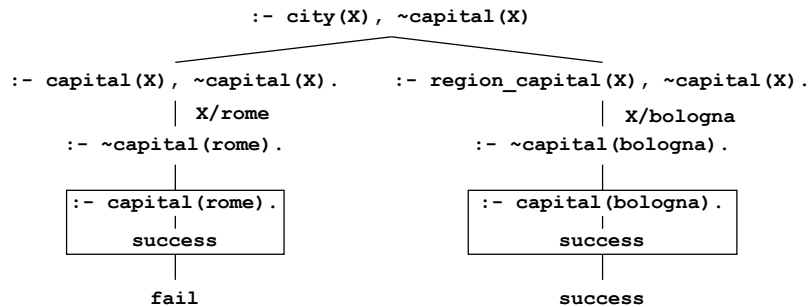 :- city(X), ~capital(X)
:- capital(X), ~capital(X). :- region_capital(X), ~capital(X).
X/rome X/bologna
:- ~capital(rome). :- ~capital(bologna).
:- capital(rome). :- capital(bologna).
success success
fail success